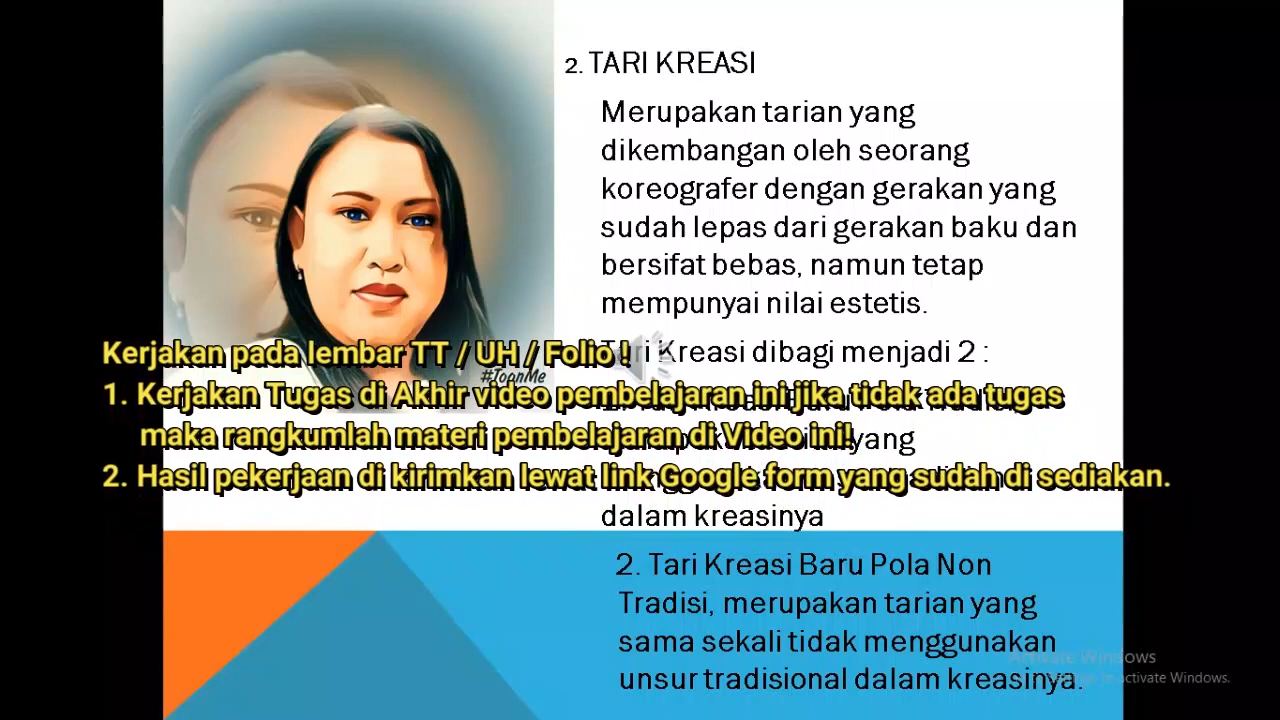 2. TARI KREASI
Merupakan tarian yang
dikembangan oleh seorang
koreografer dengan gerakan yang
sudah lepas dari gerakan baku dan
bersifat bebas, namun tetap
mempunyai nilai estetis.
Tari Kreasi dibagi menjadi 2 :
yang
dalam kreasinya
2. Tari Kreasi Baru Pola Non
Tradisi, merupakan tarian yang
sama sekali tidak menggunakan
unsur tradisional dalam kreasinya.
Kerjakan pada lembar TT / UH / Folio !
1. Kerjakan Tugas di Akhir video pembelajaran ini jika tidak ada tugas
maka rangkumlah materi pembelajaran di Video ini!
2. Hasil pekerjaan di kirimkan lewat link Google form yang sudah di sediakan.
#ToonMe
Activate Windows
activate Windows.